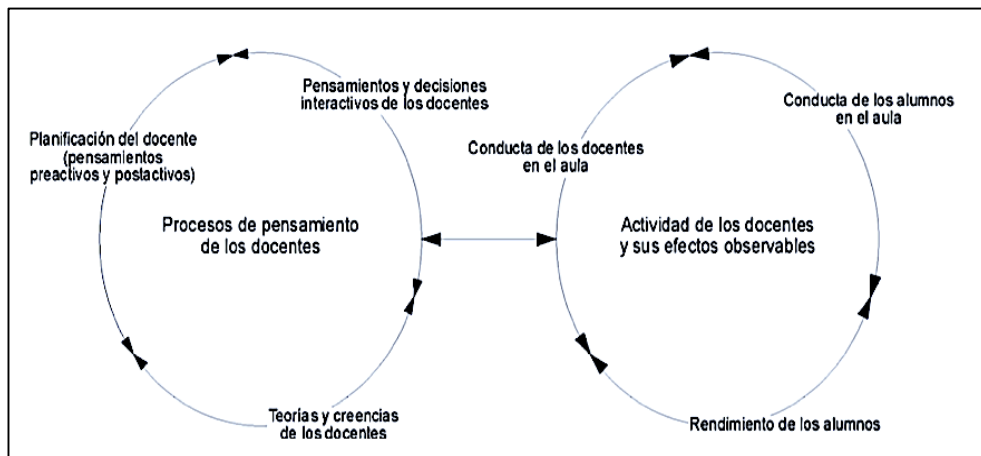 Pensamientos y decisiones
interactivos de los docentes
Planificación del docente
(pensamientos
preactivos y postactivos)
Procesos de pensamiento
de los docentes
Teorías y creencias
de los docentes
Conducta de los alumnos
en el aula
Conducta de los docentes
en el aula
Actividad de los docentes
y sus efectos observables
Rendimiento de los alumnos